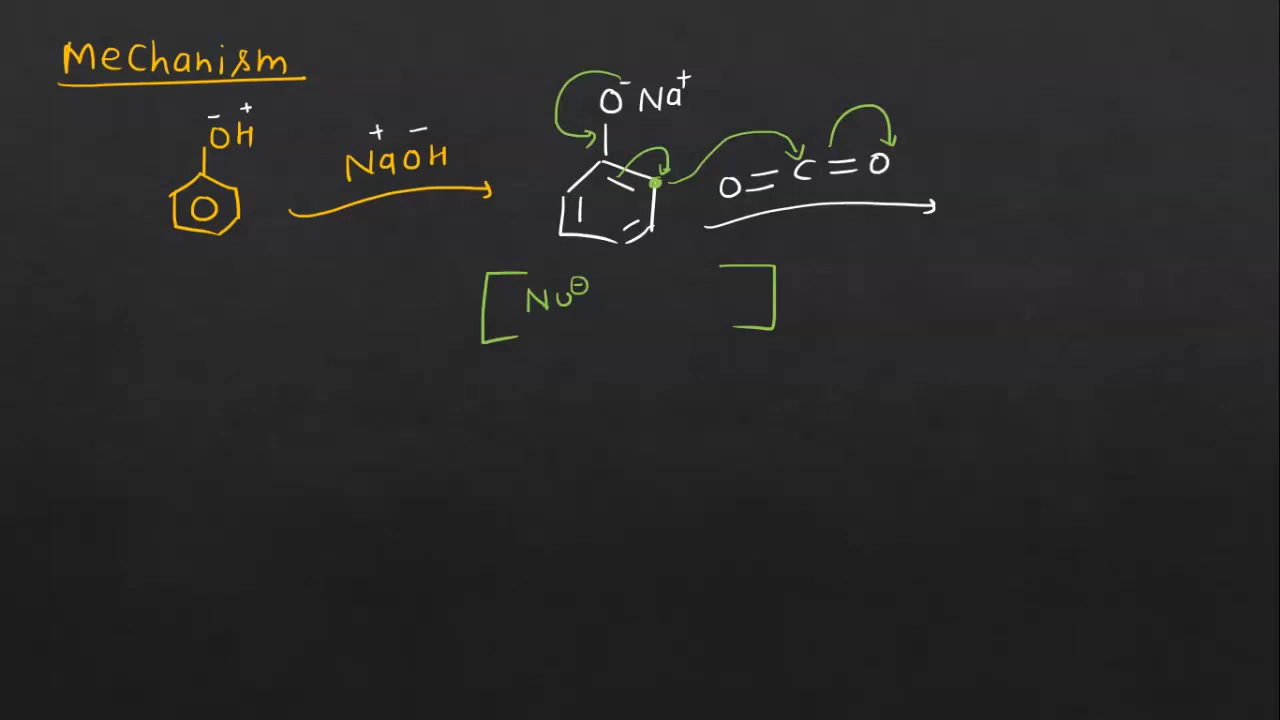 Mechanism
- +
OH
+ -
NaOH
O⁻ Na⁺
O=C=O
Nu⊖